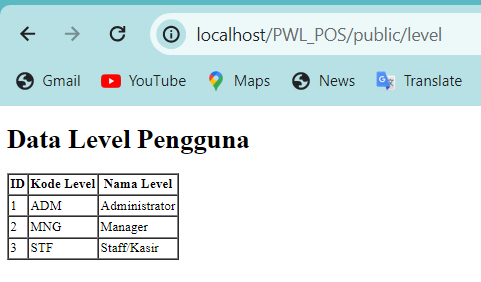 localhost/PWL_POS/public/level
Gmail YouTube Maps News Translate
Data Level Pengguna
ID Kode Level Nama Level
1 ADM Administrator
2 MNG Manager
3 STF Staff/Kasir